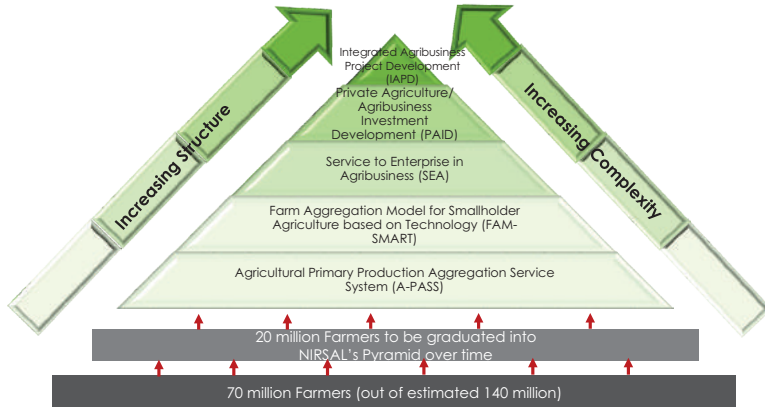 Integrated Agribusiness
Project Development
(IAPD)
Private Agriculture/
Agribusiness
Investment
Development (PAID)
Increasing Structure
Increasing Complexity
Service to Enterprise in
Agribusiness (SEA)
Farm Aggregation Model for Smallholder
Agriculture based on Technology (FAM-
SMART)
Agricultural Primary Production Aggregation Service
System (A-PASS)
20 million Farmers to be graduated into
NIRSAL's Pyramid over time
70 million Farmers (out of estimated 140 million)